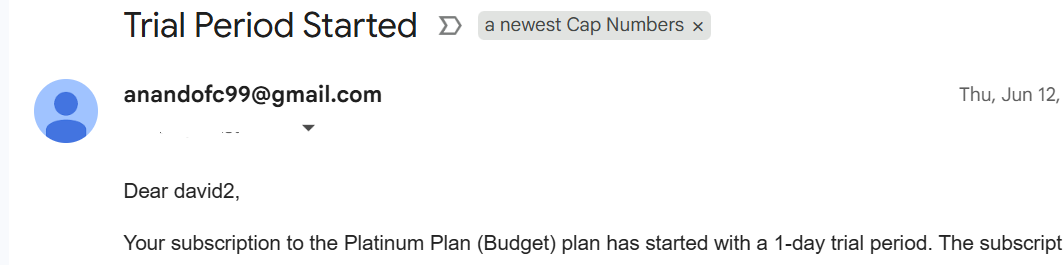 Trial Period Started
a newest Cap Numbers ×
anandofc99@gmail.com
Thu, Jun 12,
Dear david2,
Your subscription to the Platinum Plan (Budget) plan has started with a 1-day trial period. The subscript